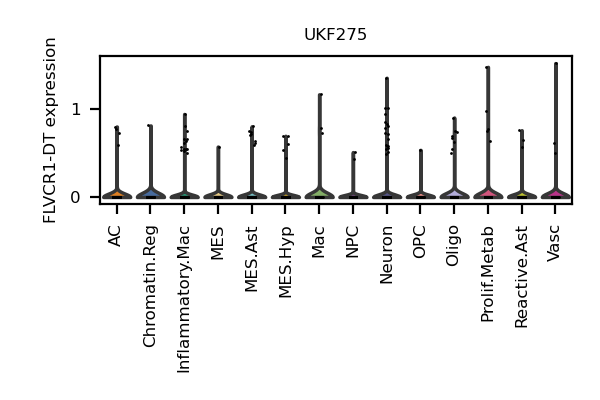 UKF275
FLVCR1-DT expression
1
0
AC
Chromatin.Reg
Inflammatory.Mac
MES
MES.Ast
MES.Hyp
Mac
NPC
Neuron
OPC
Oligo
Prolif.Metab
Reactive.Ast
Vasc